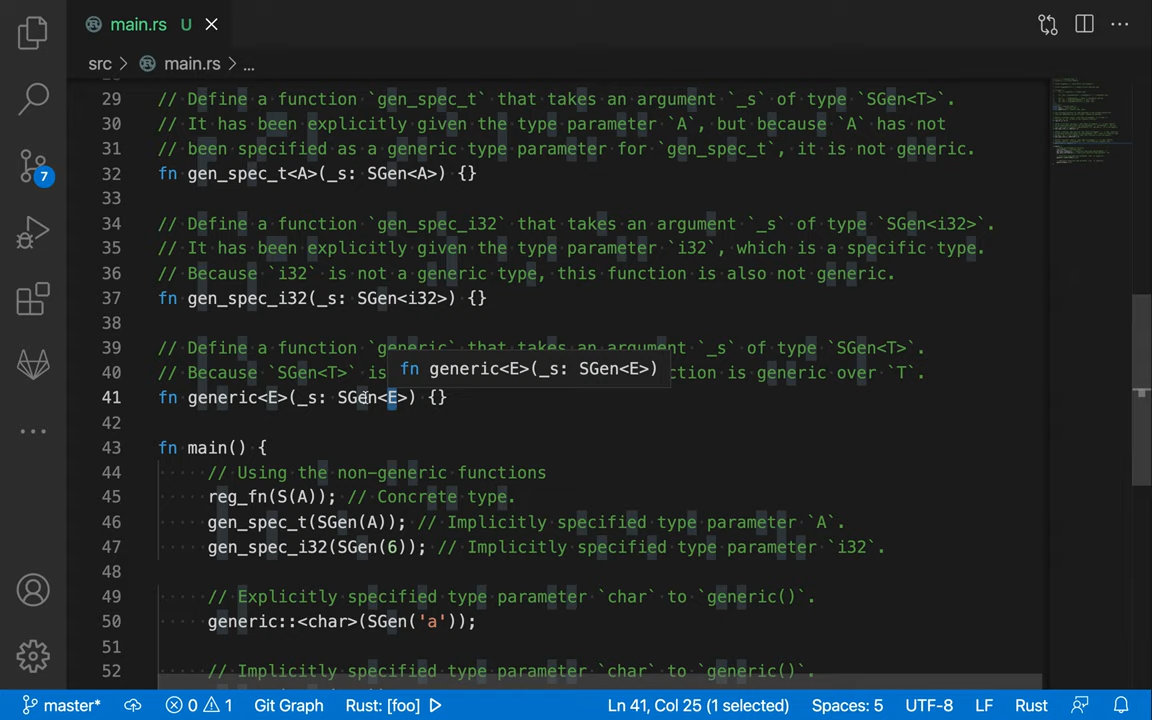 main.rs U
src > main.rs > ...
29 // Define a function `gen_spec_t` that takes an argument `_s` of type `SGen<T>`.
30 // It has been explicitly given the type parameter `A`, but because `A` has not
31 // been specified as a generic type parameter for `gen_spec_t`, it is not generic.
32 fn gen_spec_t<A>(_s: SGen<A>) {}
33
34 // Define a function `gen_spec_i32` that takes an argument `_s` of type `SGen<i32>`.
35 // It has been explicitly given the type parameter `i32`, which is a specific type.
36 // Because `i32` is not a generic type, this function is also not generic.
37 fn gen_spec_i32(_s: SGen<i32>) {}
38
39 // Define a function `generic` that takes an argument `_s` of type `SGen<T>`.
fn generic<E>(_s: SGen<E>)
40 // Because `SGen<T>` is ction is generic over `T`.
41 fn generic<E>(_s: SGen<E>) {}
42
43 fn main() {
44 // Using the non-generic functions
45 reg_fn(S(A)); // Concrete type.
46 gen_spec_t(SGen(A)); // Implicitly specified type parameter `A`.
47 gen_spec_i32(SGen(6)); // Implicitly specified type parameter `i32`.
48
49 // Explicitly specified type parameter `char` to `generic()`.
50 generic::<char>(SGen('a'));
51
52 // Implicitly specified type parameter `char` to `generic()`.
7
master* 0 1 Git Graph Rust: [foo] Ln 41, Col 25 (1 selected) Spaces: 5 UTF-8 LF Rust